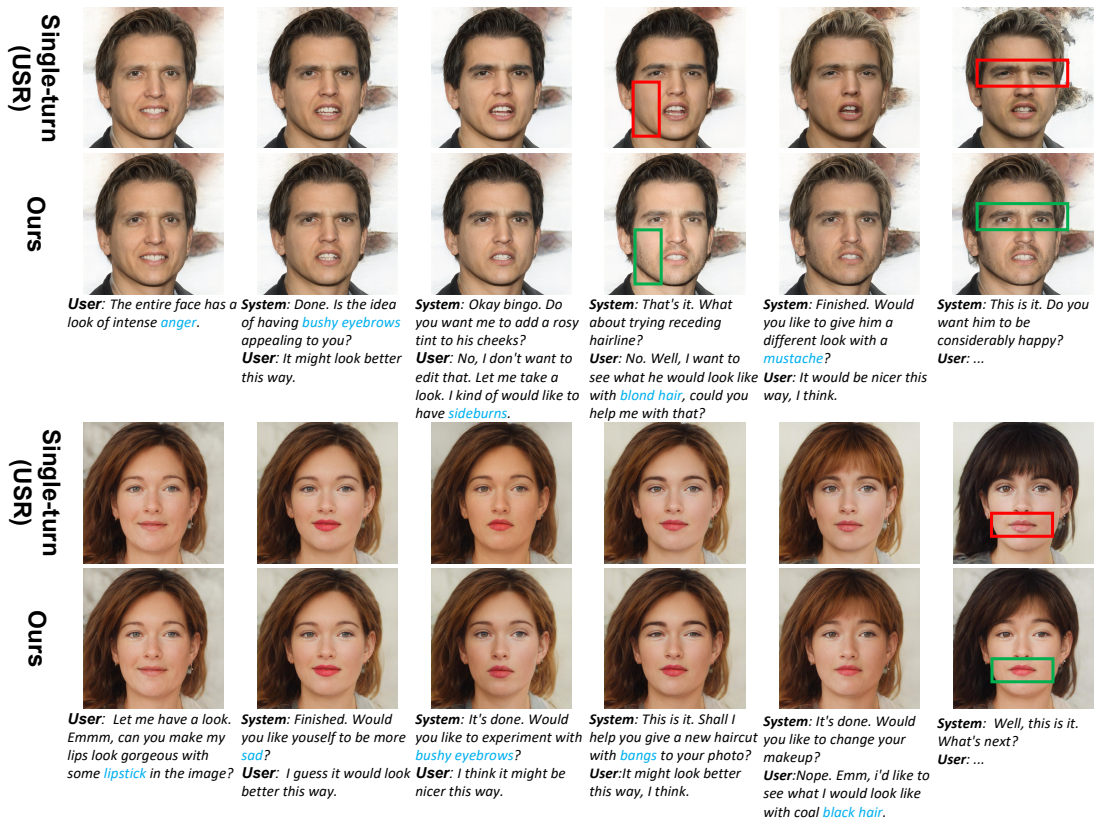 Single-turn
(USR)
Ours
User: The entire face has a
look of intense anger.
System: Done. Is the idea
of having bushy eyebrows
appealing to you?
User: It might look better
this way.
System: Okay bingo. Do
you want me to add a rosy
tint to his cheeks?
User: No, I don't want to
edit that. Let me take a
look. I kind of would like to
have sideburns.
System: That's it. What
about trying receding
hairline?
User: No. Well, I want to
see what he would look like
with blond hair, could you
help me with that?
System: Finished. Would
you like to give him a
different look with a
mustache?
User: It would be nicer this
way, I think.
System: This is it. Do you
want him to be
considerably happy?
User: ...
Single-turn
(USR)
Ours
User: Let me have a look.
Emmm, can you make my
lips look gorgeous with
some lipstick in the image?
System: Finished. Would
you like youself to be more
sad?
User: I guess it would look
better this way.
System: It's done. Would
you like to experiment with
bushy eyebrows?
User: I think it might be
nicer this way.
System: This is it. Shall I
help you give a new haircut
with bangs to your photo?
User:It might look better
this way, I think.
System: It's done. Would
you like to change your
makeup?
User:Nope. Emm, i'd like to
see what I would look like
with coal black hair.
System: Well, this is it.
What's next?
User: ...